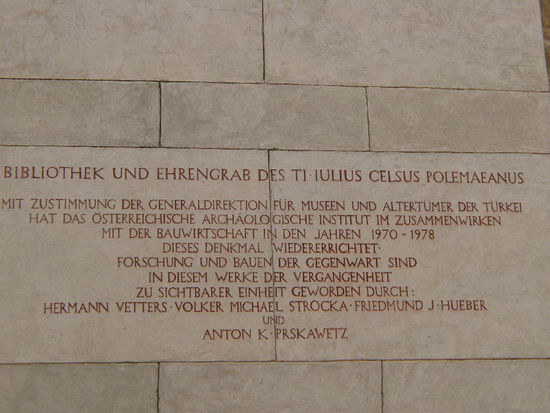 BIBLIOTHEK UND EHRENGRAB DES TI·IULIUS CELSUS POLEMAEANUS
MIT ZUSTIMMUNG DER GENERALDIREKTION FÜR MUSEEN UND ALTERTÜMER DER TÜRKEI
HAT DAS ÖSTERREICHISCHE ARCHÄOLOGISCHE INSTITUT IM ZUSAMMENWIRKEN
MIT DER BAUWIRTSCHAFT IN DEN JAHREN 1970-1978
DIESES DENKMAL WIEDERERRICHTET·
FORSCHUNG UND BAUEN DER GEGENWART SIND
IN DIESEM WERKE DER VERGANGENHEIT
ZU SICHTBARER EINHEIT GEWORDEN DURCH:
HERMANN VETTERS·VOLKER MICHAEL STROCKA·FRIEDMUND J·HUEBER
UND
ANTON K·PRSKAWETZ